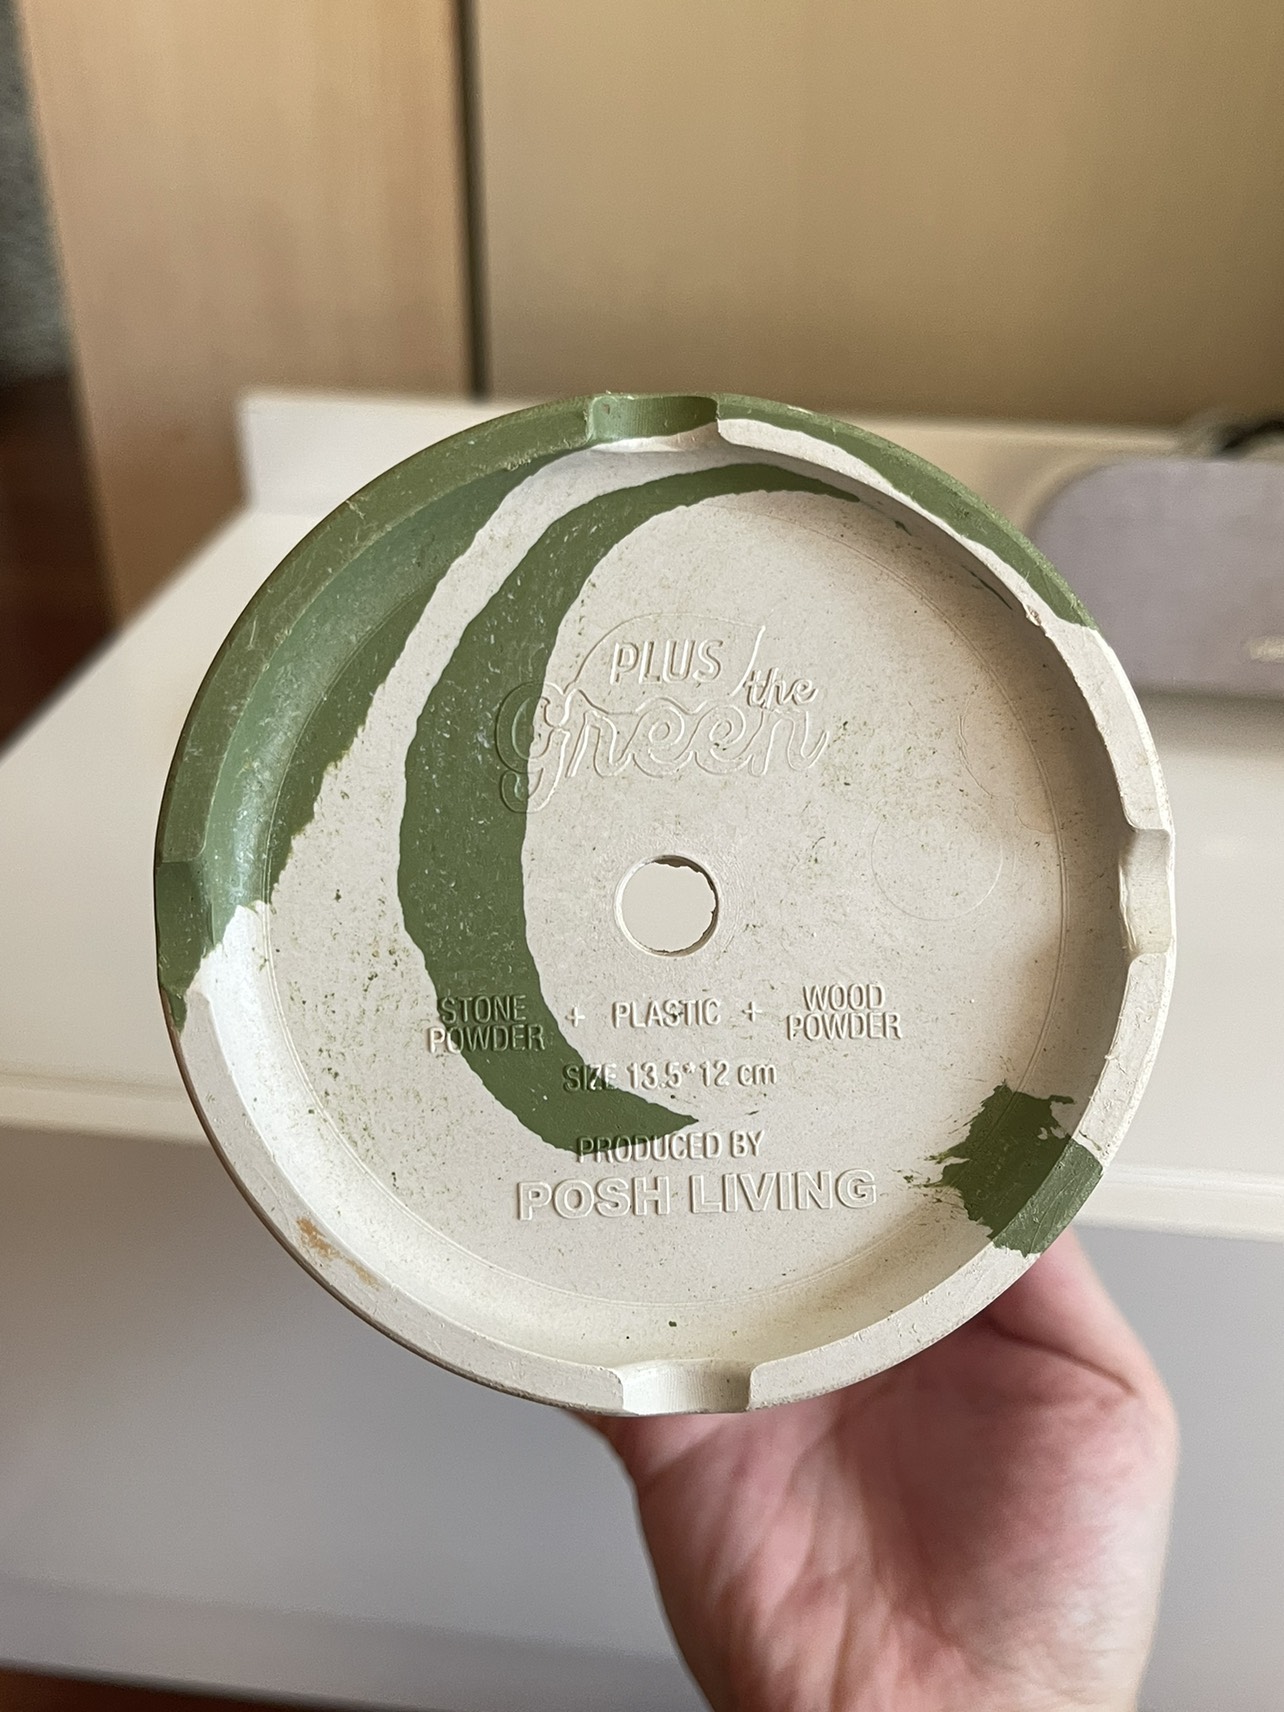 PLUS the
green
STONE POWDER + PLASTIC + WOOD POWDER
SIZE 13.5*12 cm
PRODUCED BY
POSH LIVING